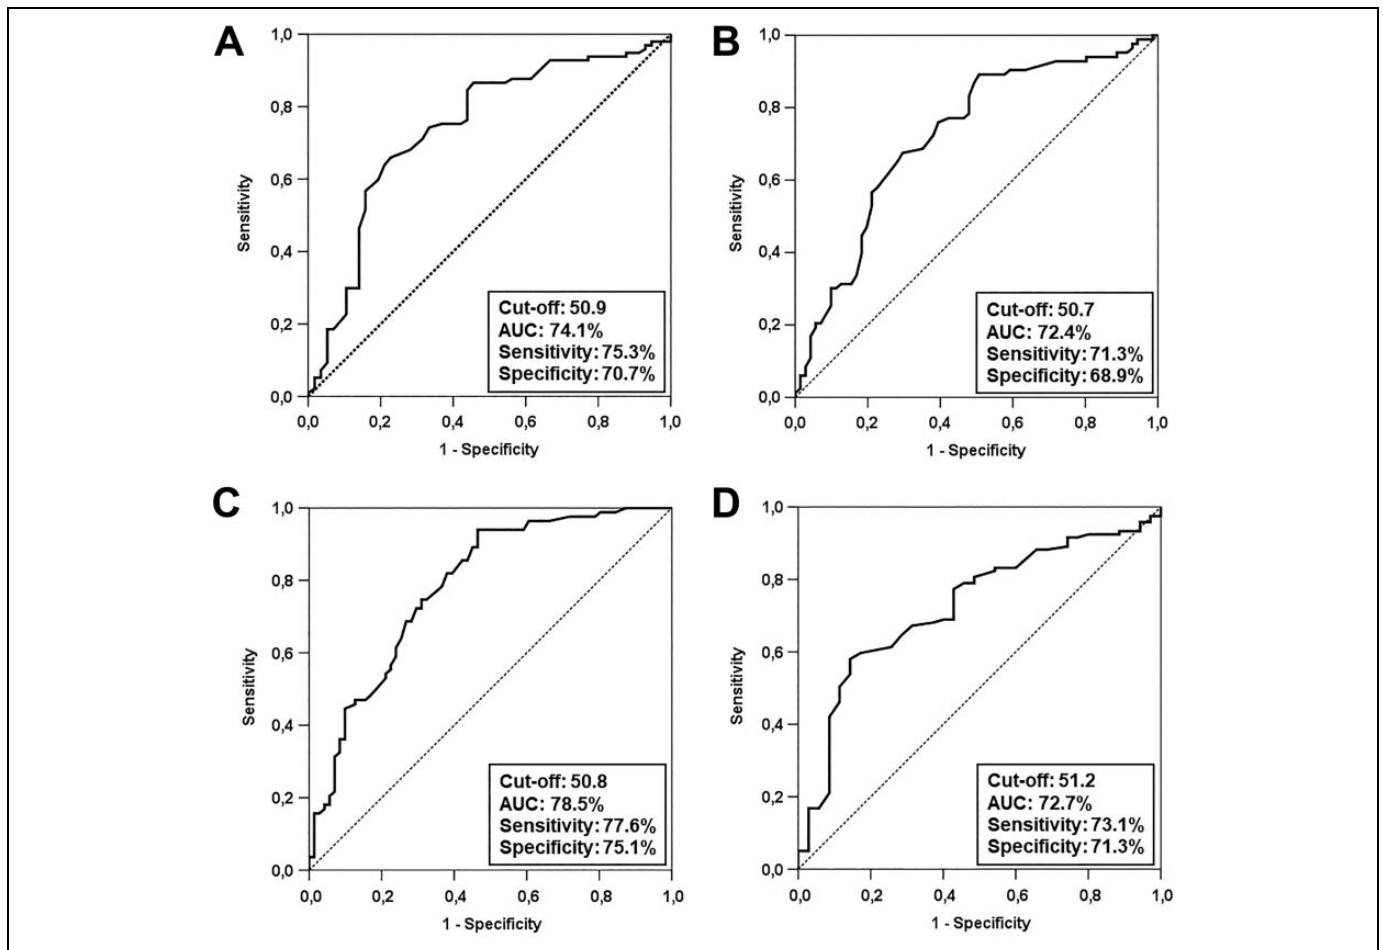 A
1,0
0,8
0,6
0,4
0,2
0,0
Sensitivity
Cut-off: 50.9
AUC: 74.1%
Sensitivity: 75.3%
Specificity: 70.7%
0,0 0,2 0,4 0,6 0,8 1,0
1 - Specificity
B
1,0
0,8
0,6
0,4
0,2
0,0
Sensitivity
Cut-off: 50.7
AUC: 72.4%
Sensitivity: 71.3%
Specificity: 68.9%
0,0 0,2 0,4 0,6 0,8 1,0
1 - Specificity
C
1,0
0,8
0,6
0,4
0,2
0,0
Sensitivity
Cut-off: 50.8
AUC: 78.5%
Sensitivity: 77.6%
Specificity: 75.1%
0,0 0,2 0,4 0,6 0,8 1,0
1 - Specificity
D
1,0
0,8
0,6
0,4
0,2
0,0
Sensitivity
Cut-off: 51.2
AUC: 72.7%
Sensitivity: 73.1%
Specificity: 71.3%
0,0 0,2 0,4 0,6 0,8 1,0
1 - Specificity